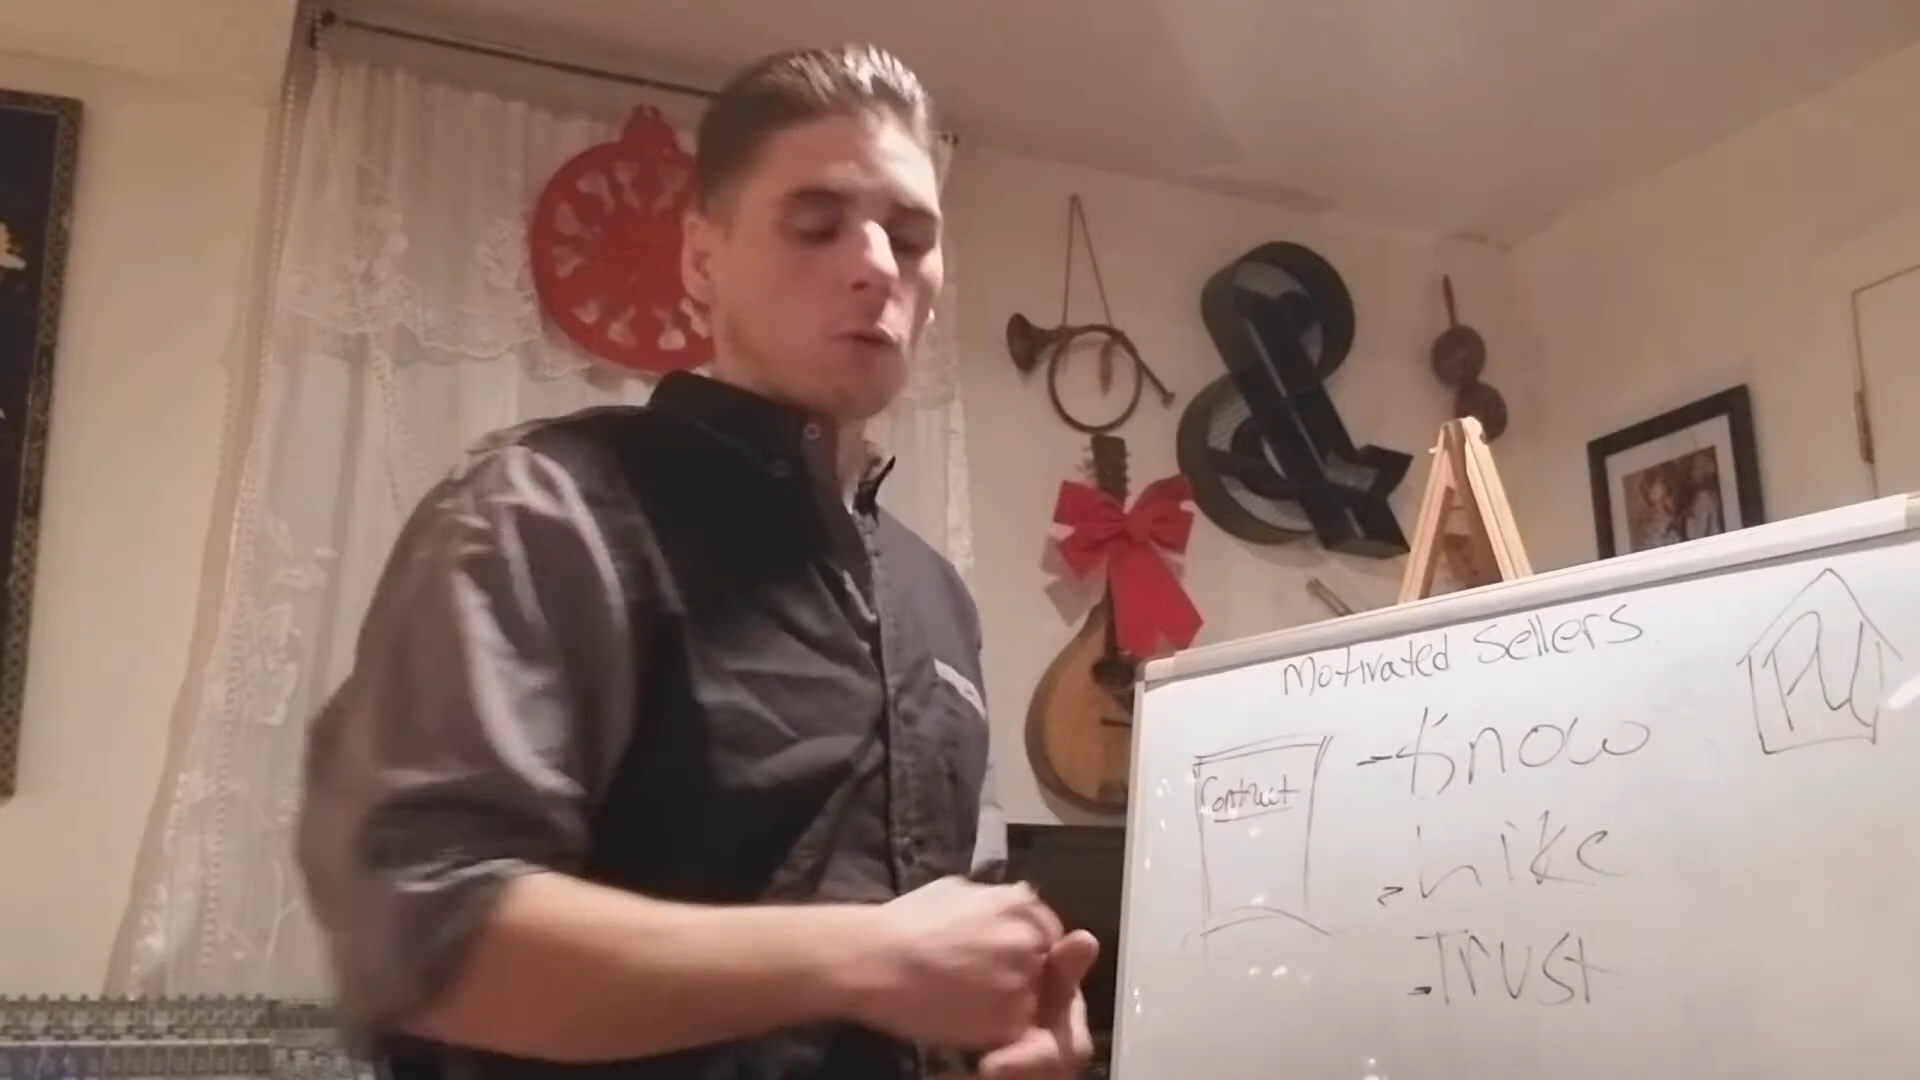 Motivated Sellers
PU
Contract
- Know
- Like
- Trust